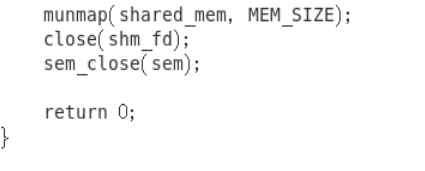 munmap(shared_mem, MEM_SIZE);
close(shm_fd);
sem_close(sem);
return 0;
}